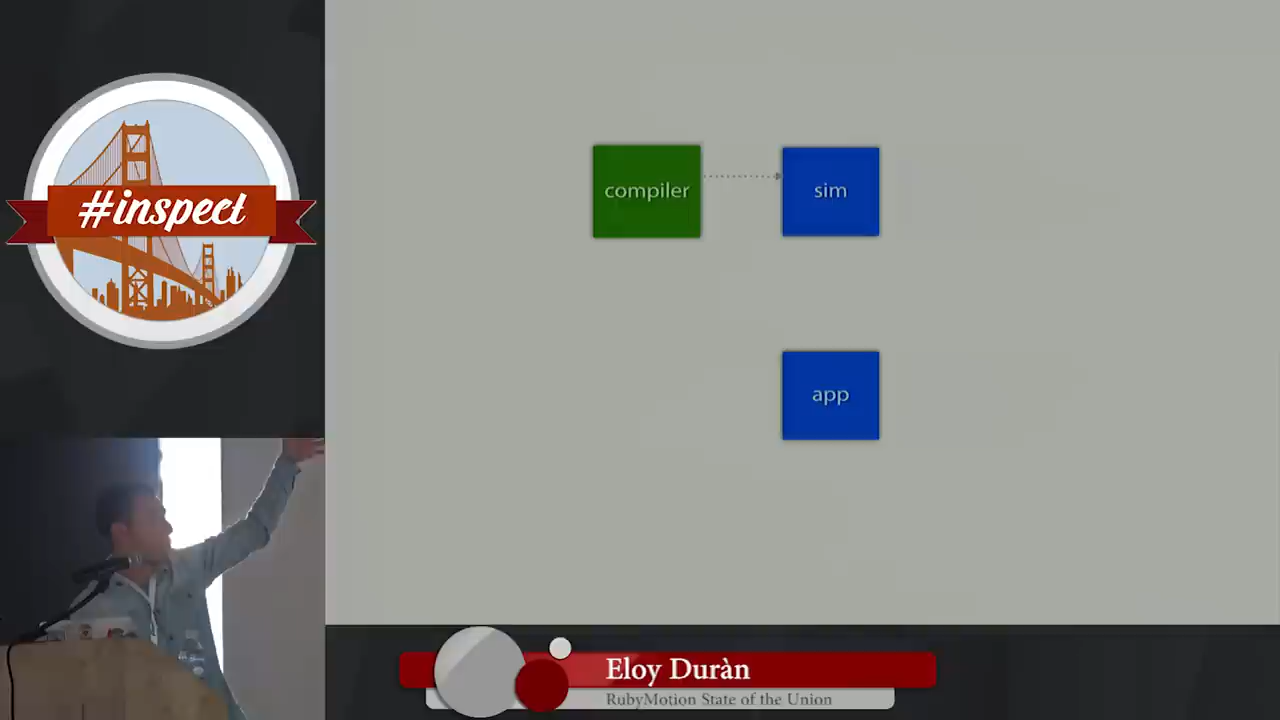 #inspect
compiler
sim
app
Eloy Duràn
RubyMotion State of the Union